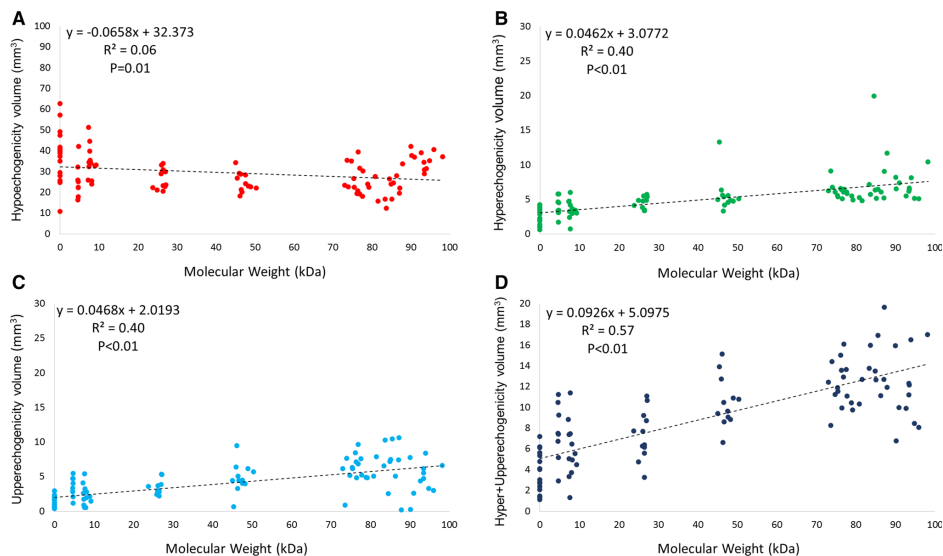 A
y = -0.0658x + 32.373
R² = 0.06
P=0.01
Hypoechogenicity volume (mm³)
100
90
80
70
60
50
40
30
20
10
0
0 10 20 30 40 50 60 70 80 90 100
Molecular Weight (kDa)
B
y = 0.0462x + 3.0772
R² = 0.40
P<0.01
Hyperechogenicity volume (mm³)
30
25
20
15
10
5
0
0 10 20 30 40 50 60 70 80 90 100
Molecular Weight (kDa)
C
y = 0.0468x + 2.0193
R² = 0.40
P<0.01
Upperechogenicity volume (mm³)
30
25
20
15
10
5
0
0 10 20 30 40 50 60 70 80 90 100
Molecular Weight (kDa)
D
y = 0.0926x + 5.0975
R² = 0.57
P<0.01
Hyper+Upperechogenicity volume (mm³)
20
18
16
14
12
10
8
6
4
2
0
0 10 20 30 40 50 60 70 80 90 100
Molecular Weight (kDa)